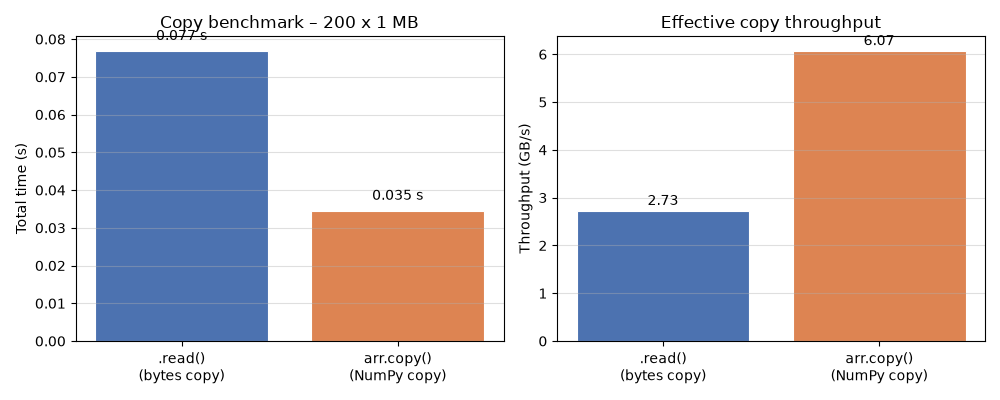 Copy benchmark – 200 x 1 MB
0.077 s
0.08
0.07
0.06
0.05
0.04
0.03
0.02
0.01
0.00
Total time (s)
0.035 s
.read()
(bytes copy)
arr.copy()
(NumPy copy)
Effective copy throughput
6.07
6
5
4
3
2
1
0
Throughput (GB/s)
2.73
.read()
(bytes copy)
arr.copy()
(NumPy copy)